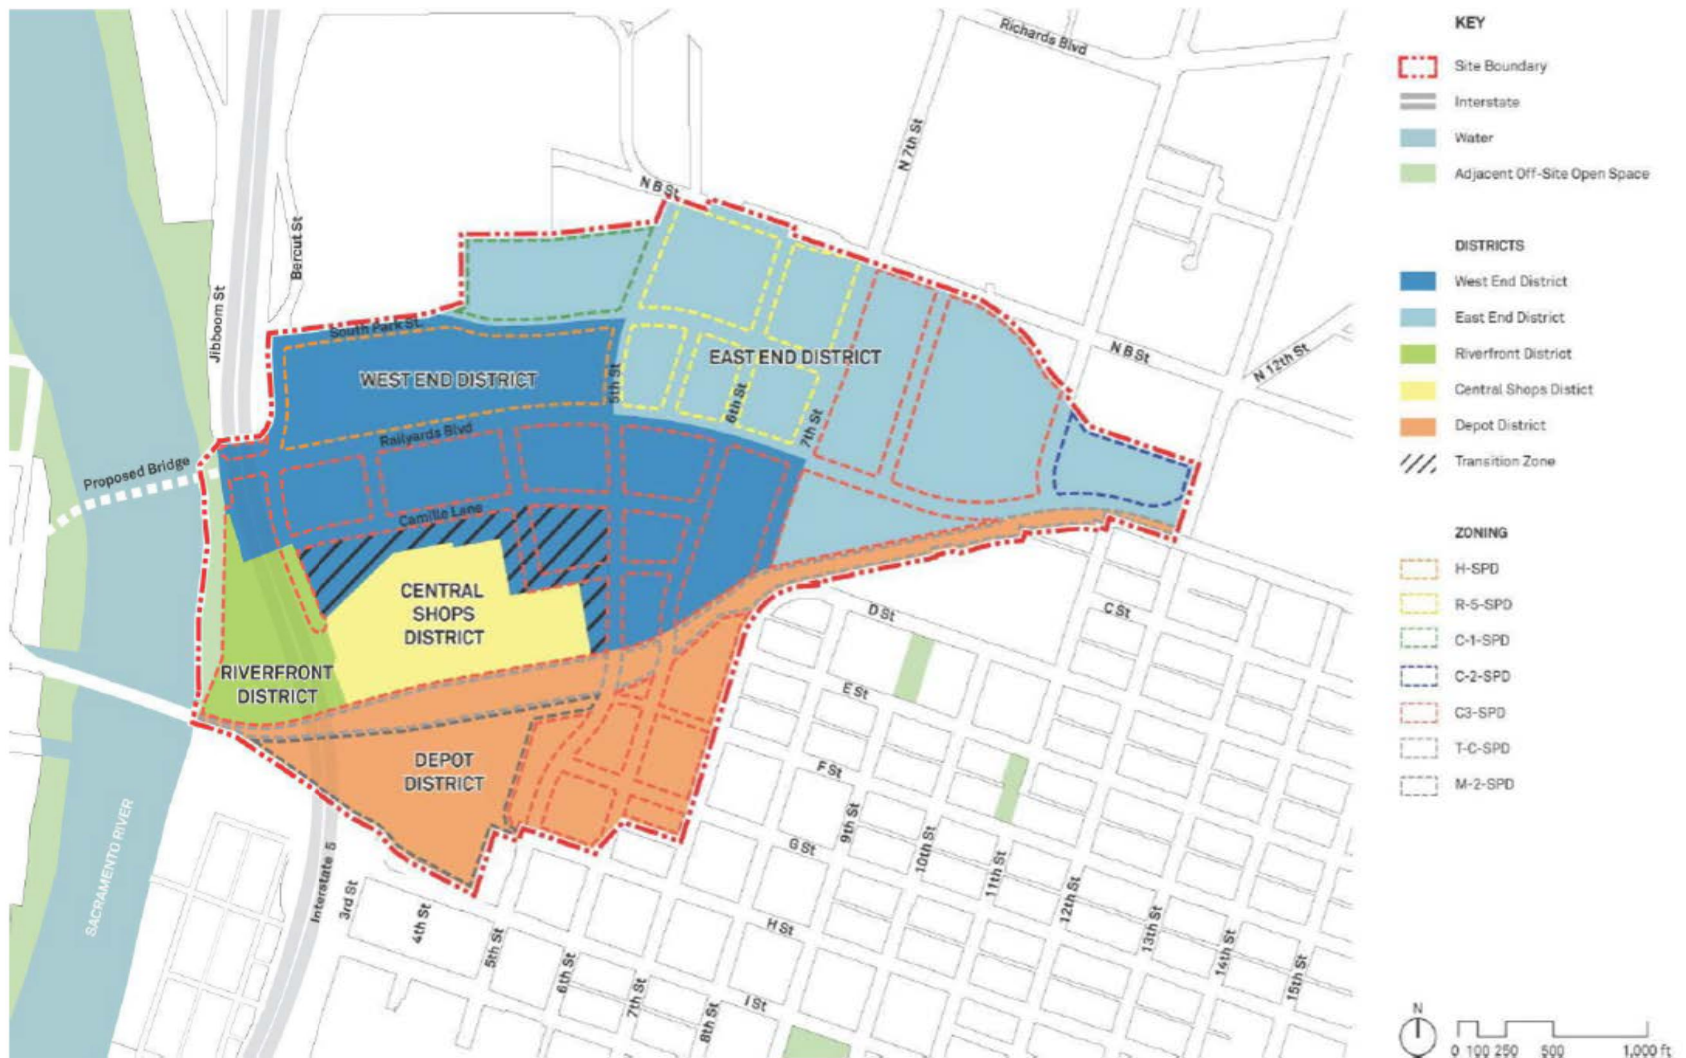 Richards Blvd
N 7th St
N B St
Bercut St
Jibboom St
South Park St.
WEST END DISTRICT
EAST END DISTRICT
5th St
6th St
7th St
N B St
N 12th St
Railyards Blvd
Proposed Bridge
Camille Lane
CENTRAL
SHOPS
DISTRICT
RIVERFRONT
DISTRICT
DEPOT
DISTRICT
D St
C St
E St
F St
G St
H St
I St
SACRAMENTO RIVER
Interstate 5
3rd St
4th St
5th St
6th St
7th St
8th St
9th St
10th St
11th St
12th St
13th St
14th St
15th St
KEY
Site Boundary
Interstate
Water
Adjacent Off-Site Open Space
DISTRICTS
West End District
East End District
Riverfront District
Central Shops Distict
Depot District
Transition Zone
ZONING
H-SPD
R-5-SPD
C-1-SPD
C-2-SPD
C3-SPD
T-C-SPD
M-2-SPD
N
0 100 250 500 1,000 ft